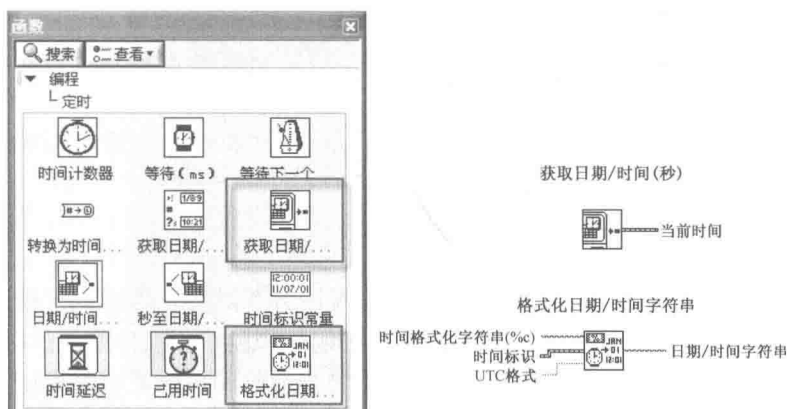 函数
搜索 查看
编程
定时
时间计数器 等待(ms) 等待下一个...
转换为时间... 获取日期/... 获取日期/...
日期/时间... 秒至日期/... 时间标识常量
时间延迟 已用时间 格式化日期...
获取日期/时间(秒)
当前时间
格式化日期/时间字符串
时间格式化字符串(%c)
时间标识
UTC格式
日期/时间字符串